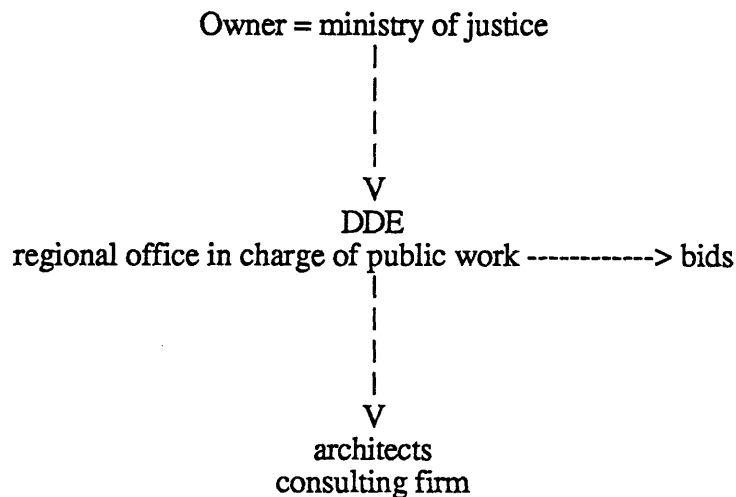 Owner = ministry of justice
|
|
|
|
|
V
DDE
regional office in charge of public work ------------> bids
|
|
|
|
|
V
architects
consulting firm